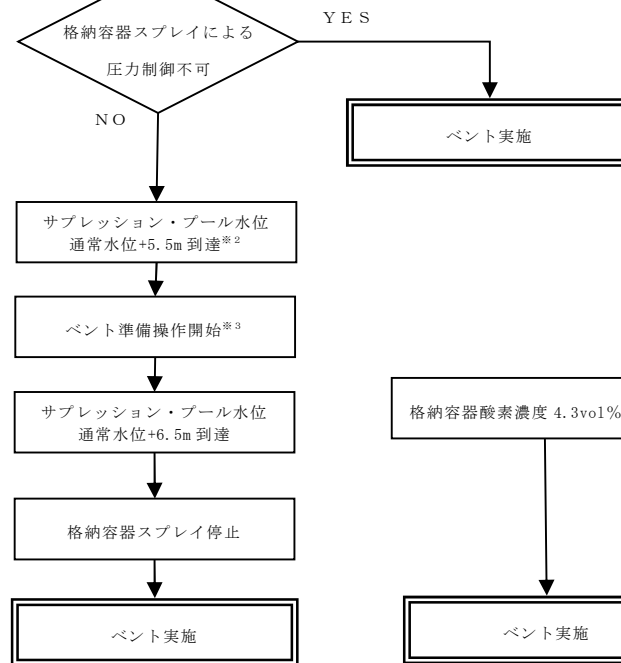 格納容器スプレイによる
圧力制御不可
ＹＥＳ
ＮＯ
ベント実施
サプレッション・プール水位
通常水位+5.5m 到達※2
ベント準備操作開始※3
サプレッション・プール水位
通常水位+6.5m 到達
格納容器スプレイ停止
ベント実施
格納容器酸素濃度 4.3vol％
ベント実施